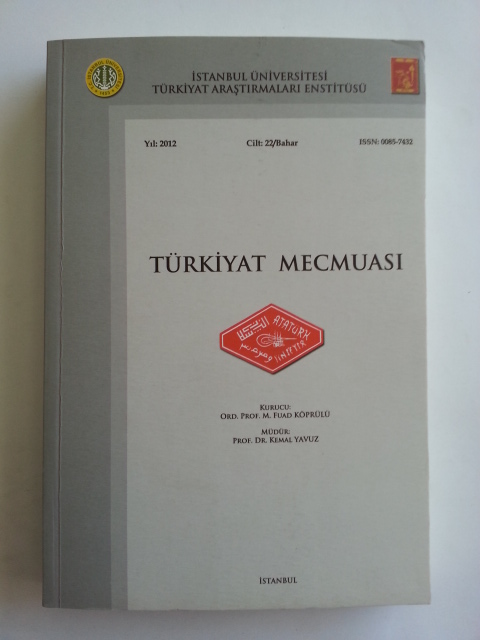 İSTANBUL ÜNİVERSİTESİ
TÜRKİYAT ARAŞTIRMALARI ENSTİTÜSÜ
Yıl: 2012 Cilt: 22/Bahar ISSN: 0085-7432
TÜRKİYAT MECMUASI
ATATURK
KURUCU:
ORD. PROF. M. FUAD KÖPRÜLÜ
MÜDÜR:
PROF. DR. KEMAL YAVUZ
İSTANBUL